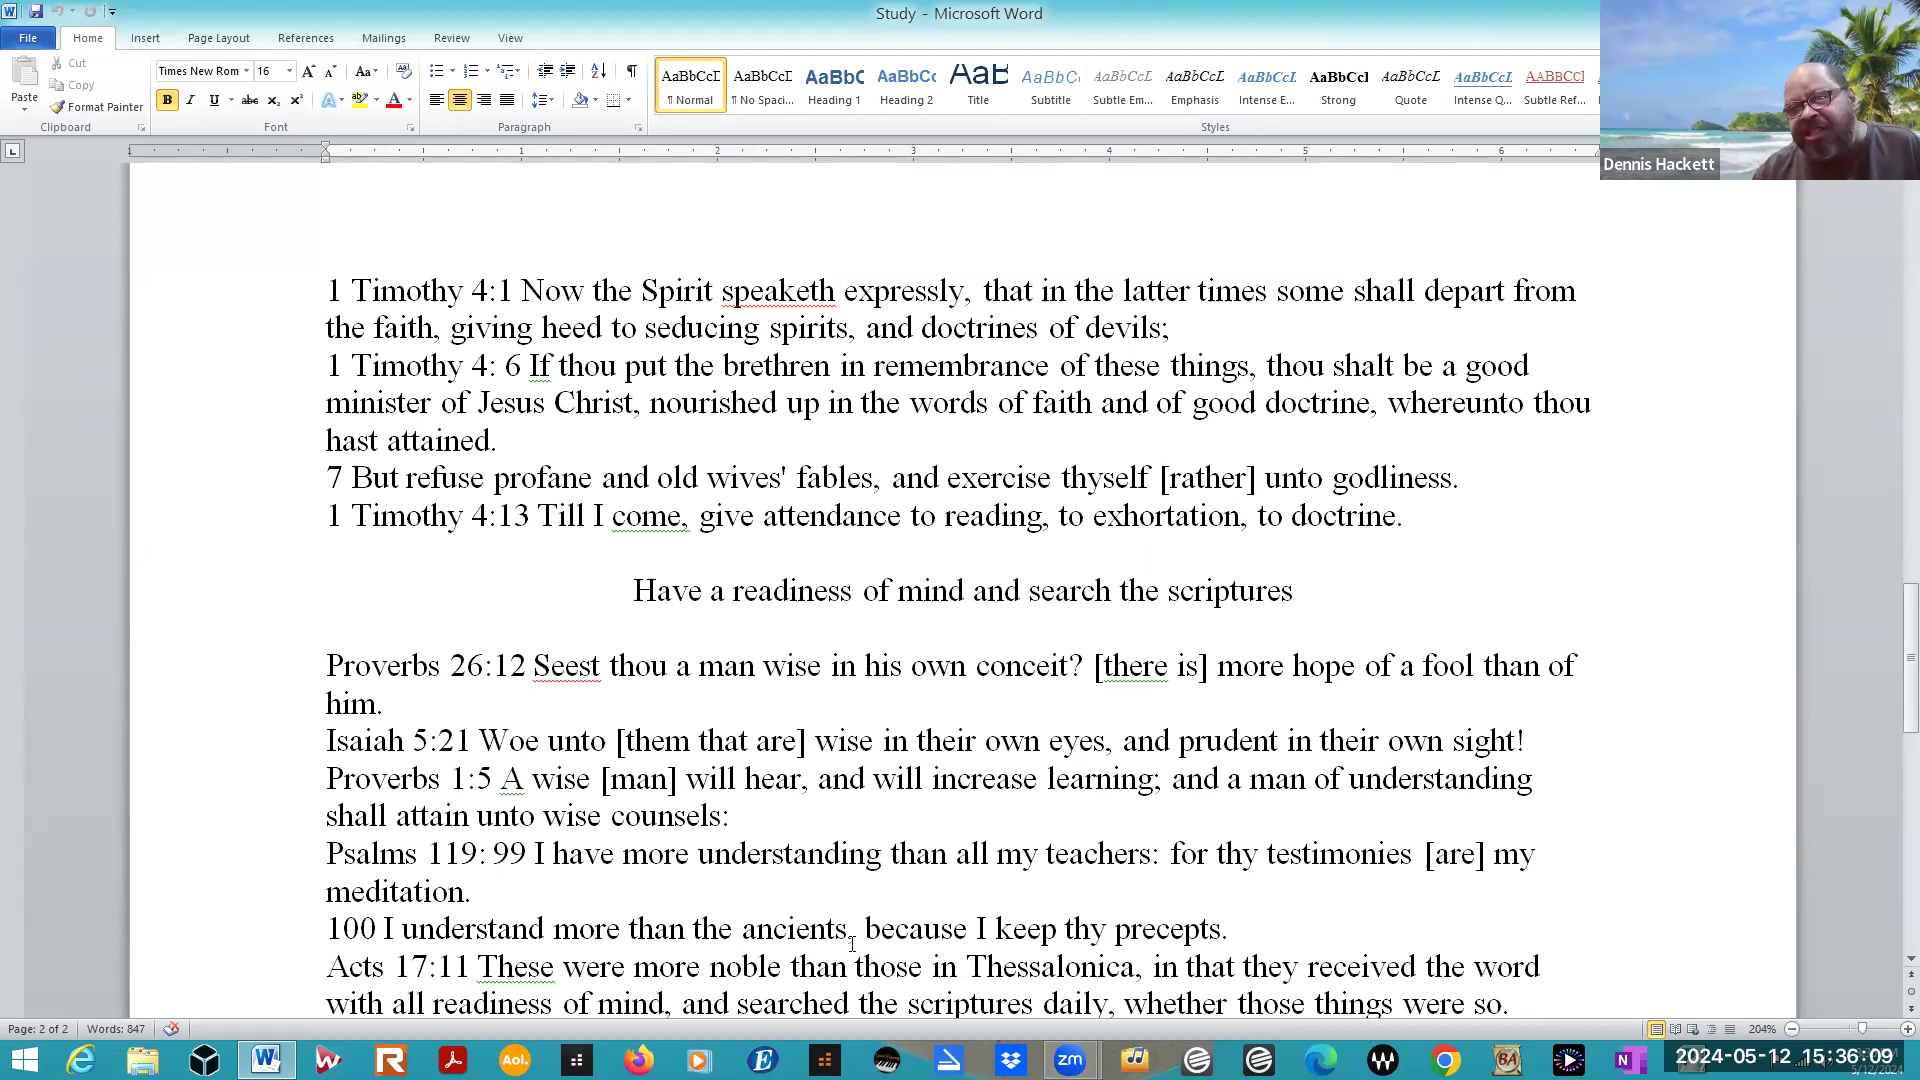 Study - Microsoft Word
File Home Insert Page Layout References Mailings Review View
Paste
Cut
Copy
Format Painter
Times New Rom 16
AaBbCcI Normal
AaBbCcI No Spaci...
AaBbC Heading 1
AaBbCc Heading 2
AaB Title
AaBbC( Subtitle
AaBbCcL Subtle Em...
AaBbCcL Emphasis
AaBbCcL Intense E...
AaBbCcI Strong
AaBbCcL Quote
AaBbCcL Intense Q...
AABBCCI Subtle Ref...
Clipboard Font Paragraph Styles
Dennis Hackett
1 Timothy 4:1 Now the Spirit speaketh expressly, that in the latter times some shall depart from
the faith, giving heed to seducing spirits, and doctrines of devils;
1 Timothy 4: 6 If thou put the brethren in remembrance of these things, thou shalt be a good
minister of Jesus Christ, nourished up in the words of faith and of good doctrine, whereunto thou
hast attained.
7 But refuse profane and old wives' fables, and exercise thyself [rather] unto godliness.
1 Timothy 4:13 Till I come, give attendance to reading, to exhortation, to doctrine.
Have a readiness of mind and search the scriptures
Proverbs 26:12 Seest thou a man wise in his own conceit? [there is] more hope of a fool than of
him.
Isaiah 5:21 Woe unto [them that are] wise in their own eyes, and prudent in their own sight!
Proverbs 1:5 A wise [man] will hear, and will increase learning; and a man of understanding
shall attain unto wise counsels:
Psalms 119: 99 I have more understanding than all my teachers: for thy testimonies [are] my
meditation.
100 I understand more than the ancients, because I keep thy precepts.
Acts 17:11 These were more noble than those in Thessalonica, in that they received the word
with all readiness of mind, and searched the scriptures daily, whether those things were so.
Page: 2 of 2 Words: 847 204%
Aol. zm BA
2024-05-12 15:36:09
5/12/2024